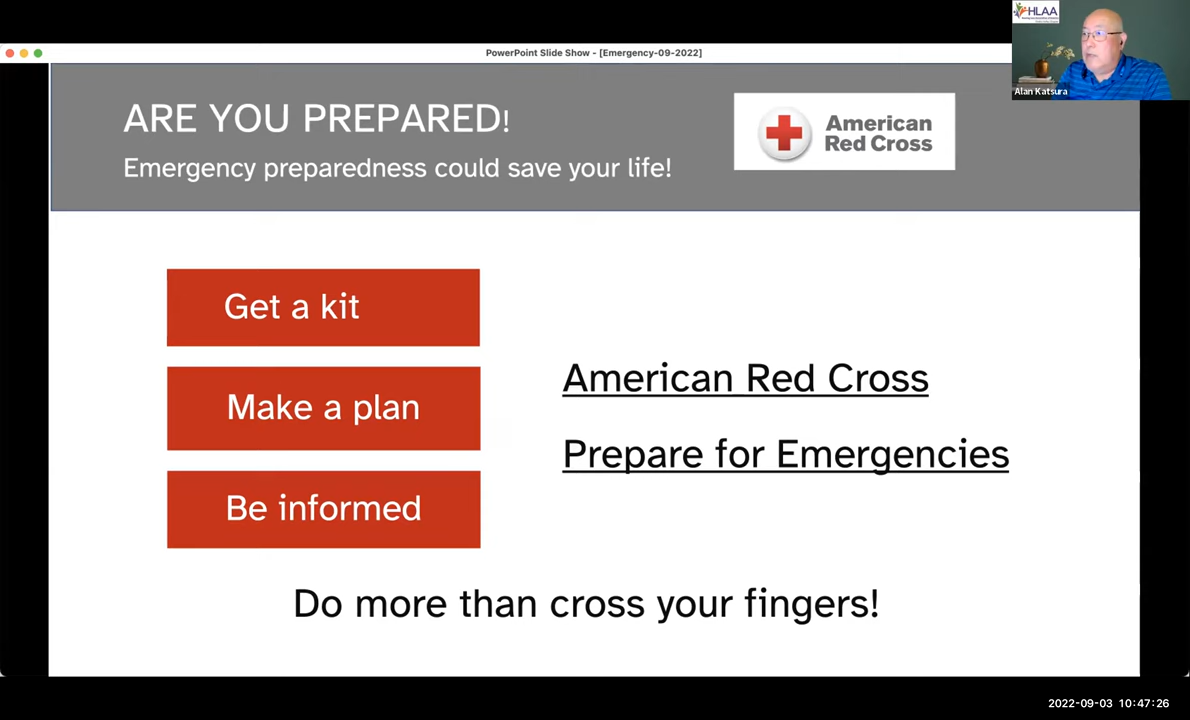 PowerPoint Slide Show - [Emergency-09-2022]
HLAA
Alan Katsura
ARE YOU PREPARED!
Emergency preparedness could save your life!
American
Red Cross
Get a kit
Make a plan
Be informed
American Red Cross
Prepare for Emergencies
Do more than cross your fingers!
2022-09-03 10:47:26